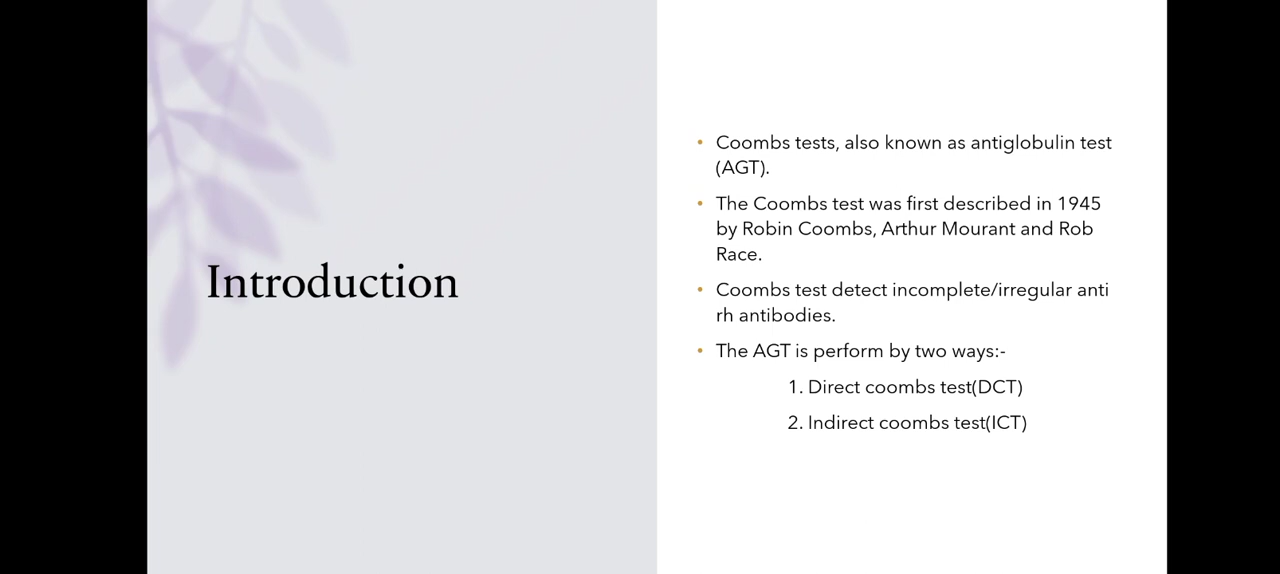 Introduction
• Coombs tests, also known as antiglobulin test
(AGT).
• The Coombs test was first described in 1945
by Robin Coombs, Arthur Mourant and Rob
Race.
• Coombs test detect incomplete/irregular anti
rh antibodies.
• The AGT is perform by two ways:-
1. Direct coombs test(DCT)
2. Indirect coombs test(ICT)